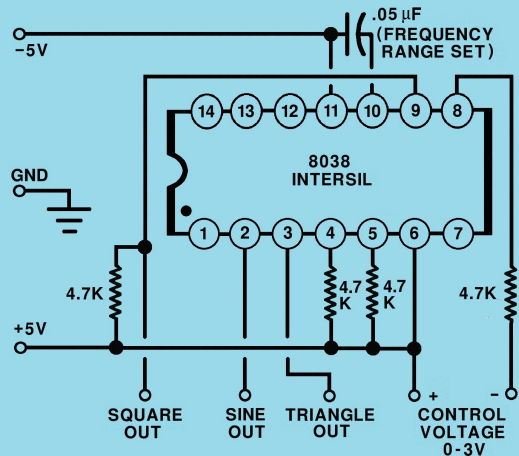 .05 µF
(FREQUENCY
RANGE SET)
−5V
14 13 12 11 10 9 8
8038
INTERSIL
GND
1 2 3 4 5 6 7
4.7K
4.7
K
4.7
K
4.7K
+5V
+
−
SQUARE
OUT
SINE
OUT
TRIANGLE
OUT
CONTROL
VOLTAGE
0-3V